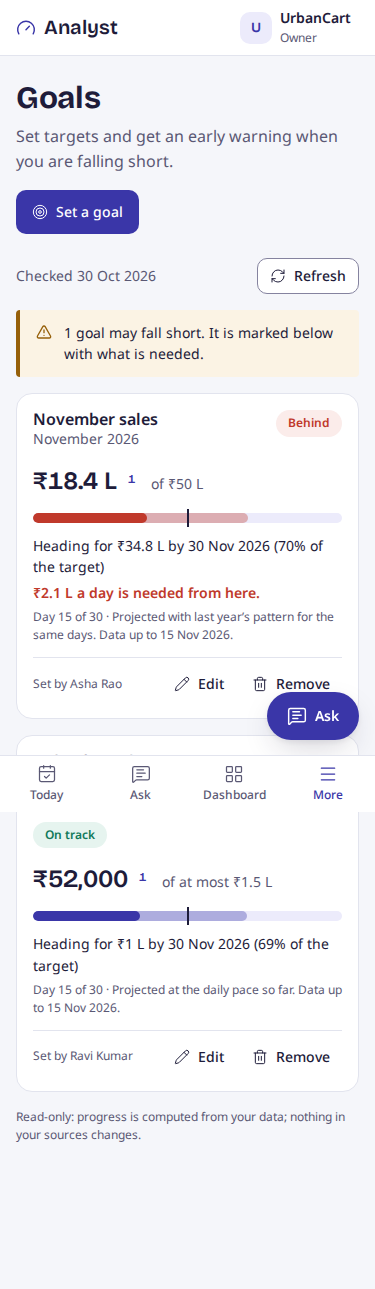 Analyst
U
UrbanCart
Owner
Goals
Set targets and get an early warning when
you are falling short.
Set a goal
Checked 30 Oct 2026
Refresh
1 goal may fall short. It is marked below
with what is needed.
November sales
Behind
November 2026
₹18.4 L 1 of ₹50 L
Heading for ₹34.8 L by 30 Nov 2026 (70% of
the target)
₹2.1 L a day is needed from here.
Day 15 of 30 · Projected with last year's pattern for the
same days. Data up to 15 Nov 2026.
Set by Asha Rao
Edit
Remove
Ask
Today
Ask
Dashboard
More
On track
₹52,000 1 of at most ₹1.5 L
Heading for ₹1 L by 30 Nov 2026 (69% of the
target)
Day 15 of 30 · Projected at the daily pace so far. Data up
to 15 Nov 2026.
Set by Ravi Kumar
Edit
Remove
Read-only: progress is computed from your data; nothing in
your sources changes.